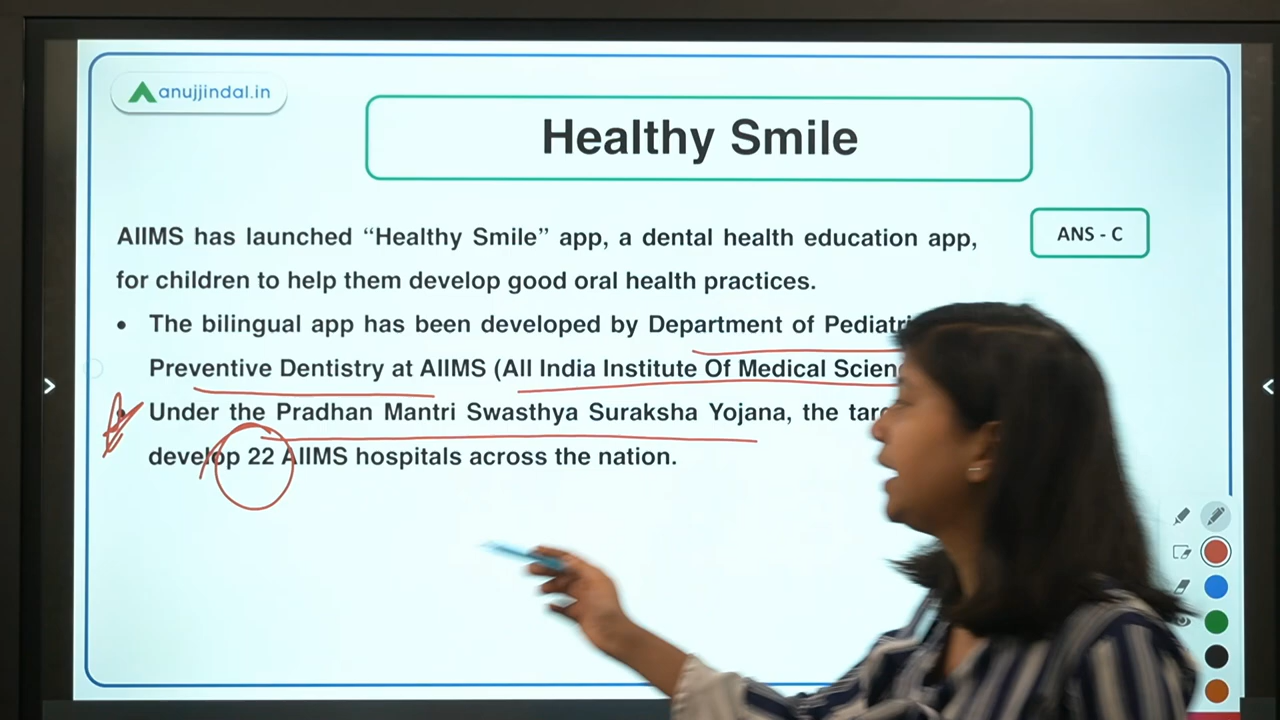 anujjindal.in
Healthy Smile
AIIMS has launched “Healthy Smile” app, a dental health education app,
ANS - C
for children to help them develop good oral health practices.
• The bilingual app has been developed by Department of
Preventive Dentistry at AIIMS (All India Institute Of Medical
Under the Pradhan Mantri Swasthya Suraksha Yojana, the
develop 22 AIIMS hospitals across the nation.